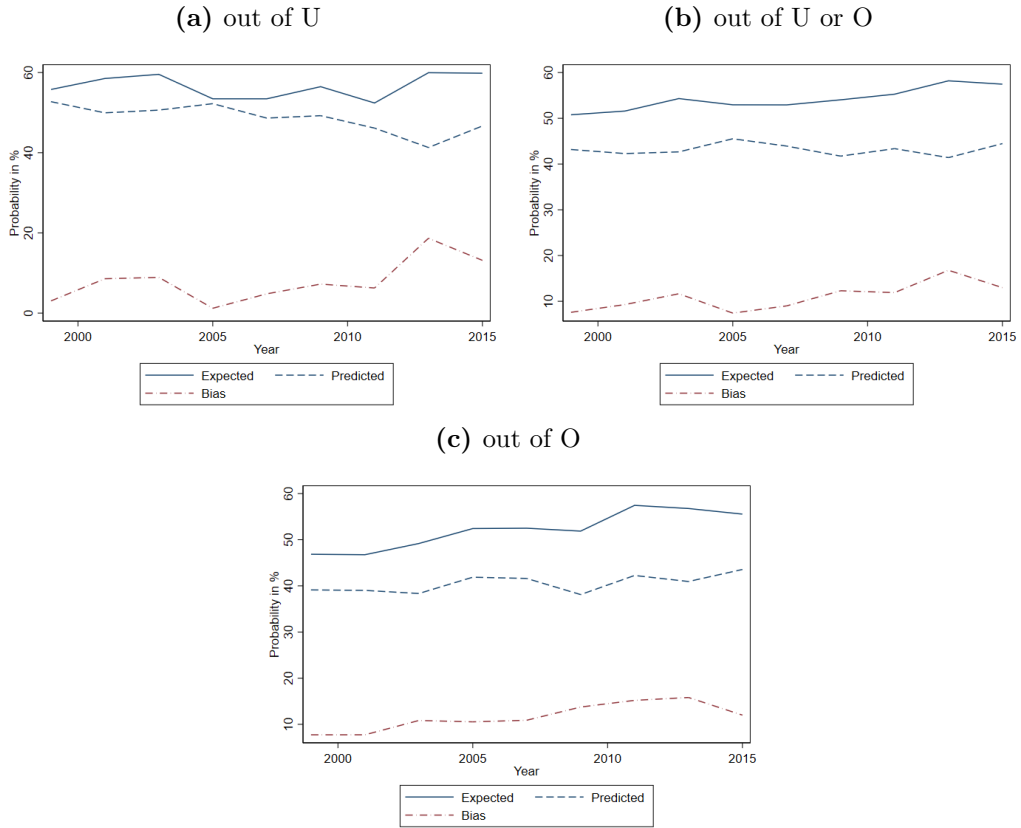 (a) out of U
(b) out of U or O
Probability in %
0
20
40
60
2000
2005
2010
2015
Year
Expected
Predicted
Bias
Probability in %
10
20
30
40
50
60
2000
2005
2010
2015
Year
Expected
Predicted
Bias
(c) out of O
Probability in %
10
20
30
40
50
60
2000
2005
2010
2015
Year
Expected
Predicted
Bias